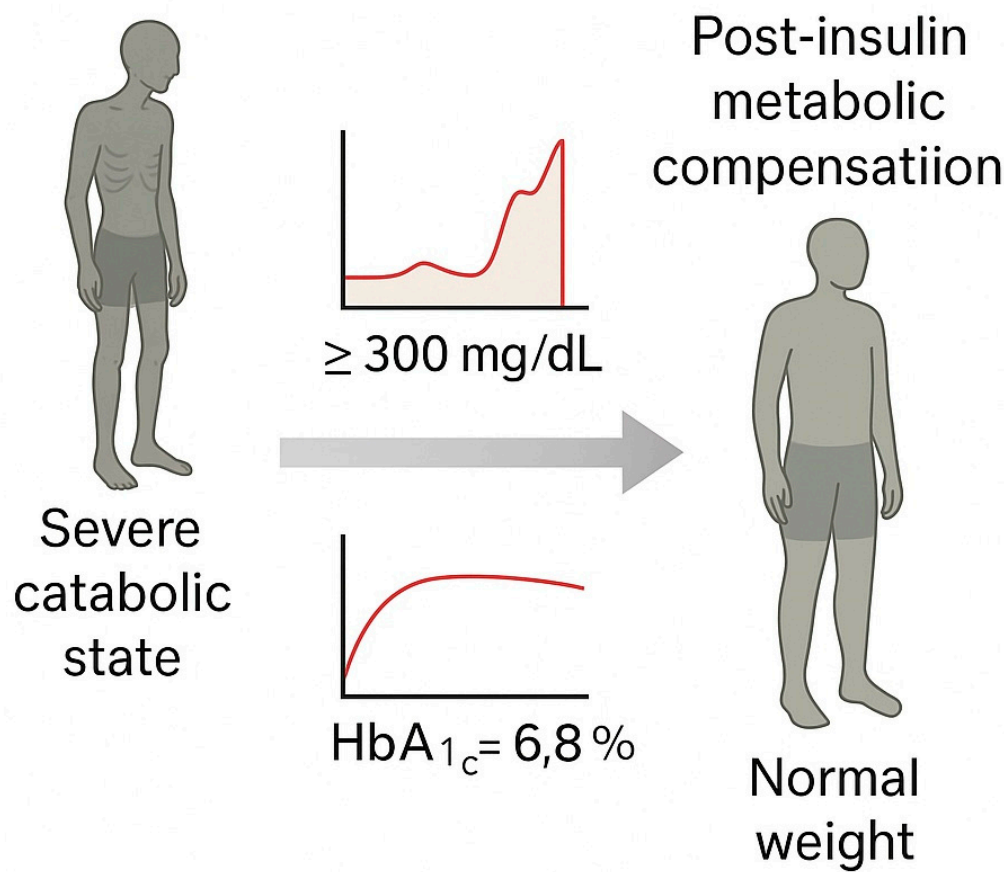 Severe
catabolic
state
≥ 300 mg/dL
HbA1c= 6,8 %
Post-insulin
metabolic
compensatiion
Normal
weight